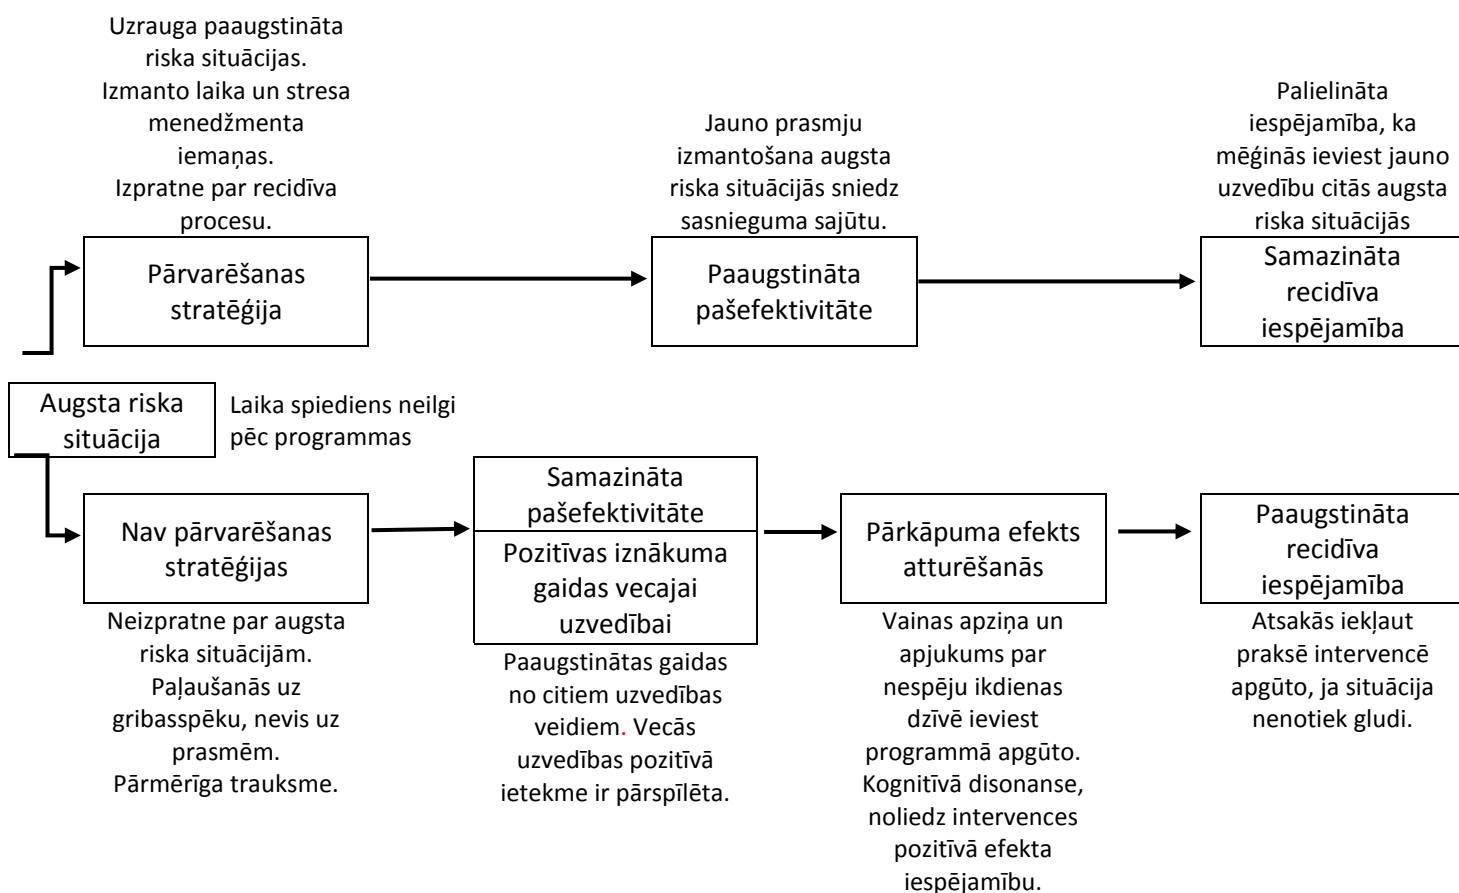 Uzrauga paaugstināta
riska situācijas.
Izmanto laika un stresa
menedžmenta
iemaņas.
Izpratne par recidīva
procesu.
Jauno prasmju
izmantošana augsta
riska situācijās sniedz
sasnieguma sajūtu.
Palielināta
iespējamība, ka
mēģinās ieviest jauno
uzvedību citās augsta
riska situācijās
Pārvarēšanas
stratēģija
Paaugstināta
pašefektivitāte
Samazināta
recidīva
iespējamība
Augsta riska
situācija
Laika spiediens neilgi
pēc programmas
Nav pārvarēšanas
stratēģijas
Neizpratne par augsta
riska situācijām.
Paļaušanās uz
gribasspēku, nevis uz
prasmēm.
Pārmērīga trauksme.
Samazināta
pašefektivitāte
Pozitīvas iznākuma
gaidas vecajai
uzvedībai
Paaugstinātas gaidas
no citiem uzvedības
veidiem. Vecās
uzvedības pozitīvā
ietekme ir pārspīlēta.
Pārkāpuma efekts
atturēšanās
Vainas apziņa un
apjukums par
nespēju ikdienas
dzīvē ieviest
programmā apgūto.
Kognitīvā disonanse,
noliedz intervences
pozitīvā efekta
iespējamību.
Paaugstināta
recidīva
iespējamība
Atsakās iekļaut
praksē intervencē
apgūto, ja situācija
nenotiek gludi.